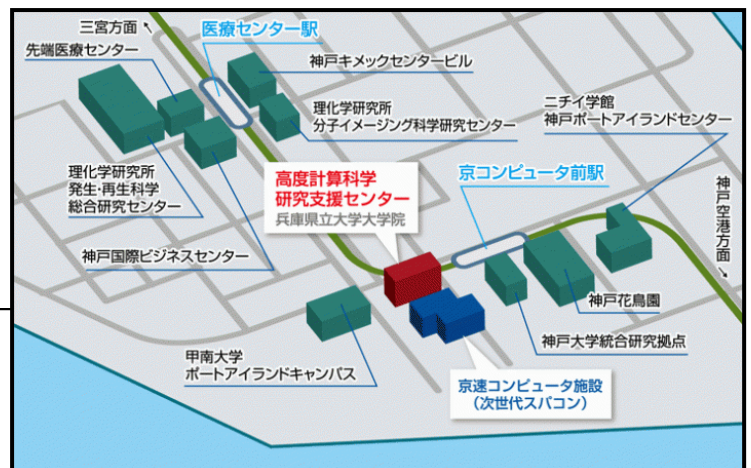 三宮方面
医療センター駅
先端医療センター
神戸キメックセンタービル
理化学研究所
分子イメージング科学研究センター
ニチイ学館
神戸ポートアイランドセンター
理化学研究所
発生・再生科学
総合研究センター
高度計算科学
研究支援センター
兵庫県立大学大学院
京コンピュータ前駅
神戸空港方面
神戸国際ビジネスセンター
神戸花鳥園
神戸大学統合研究拠点
甲南大学
ポートアイランドキャンパス
京速コンピュータ施設
（次世代スパコン）